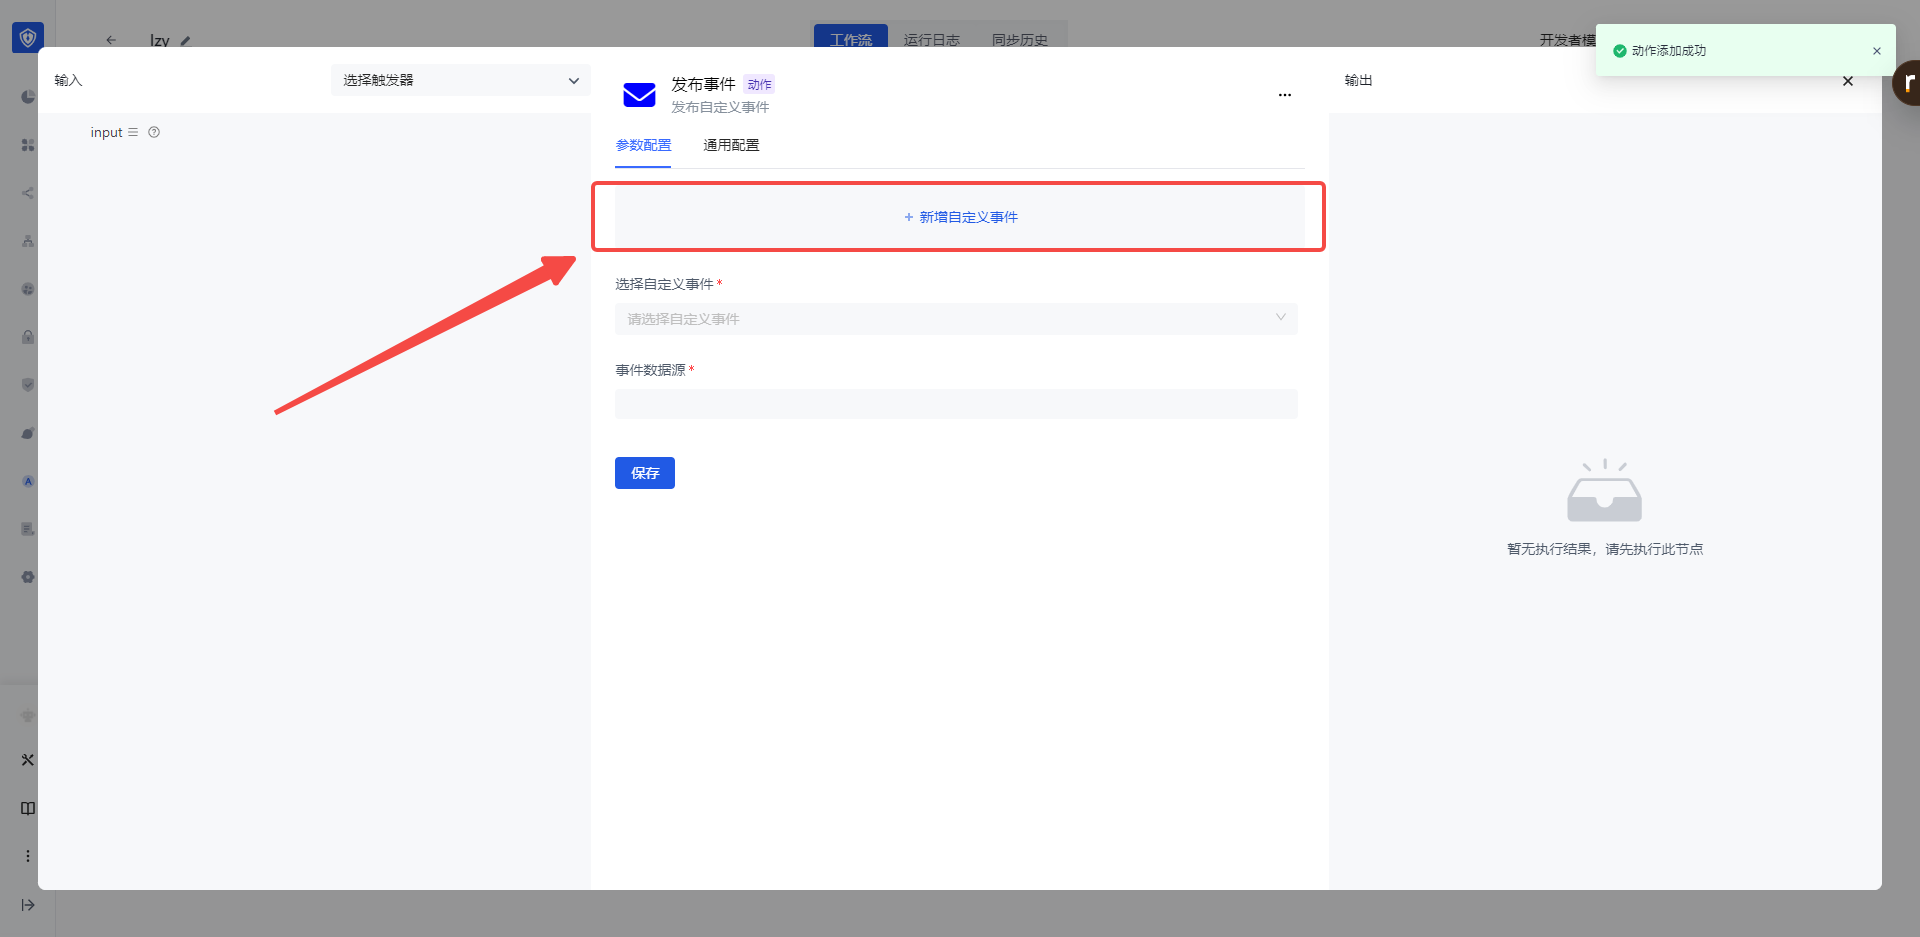 lzy
工作流 运行日志 同步历史
开发者模
动作添加成功
输入
选择触发器
input
发布事件 动作
发布自定义事件
参数配置 通用配置
+ 新增自定义事件
选择自定义事件*
请选择自定义事件
事件数据源*
保存
输出
暂无执行结果，请先执行此节点